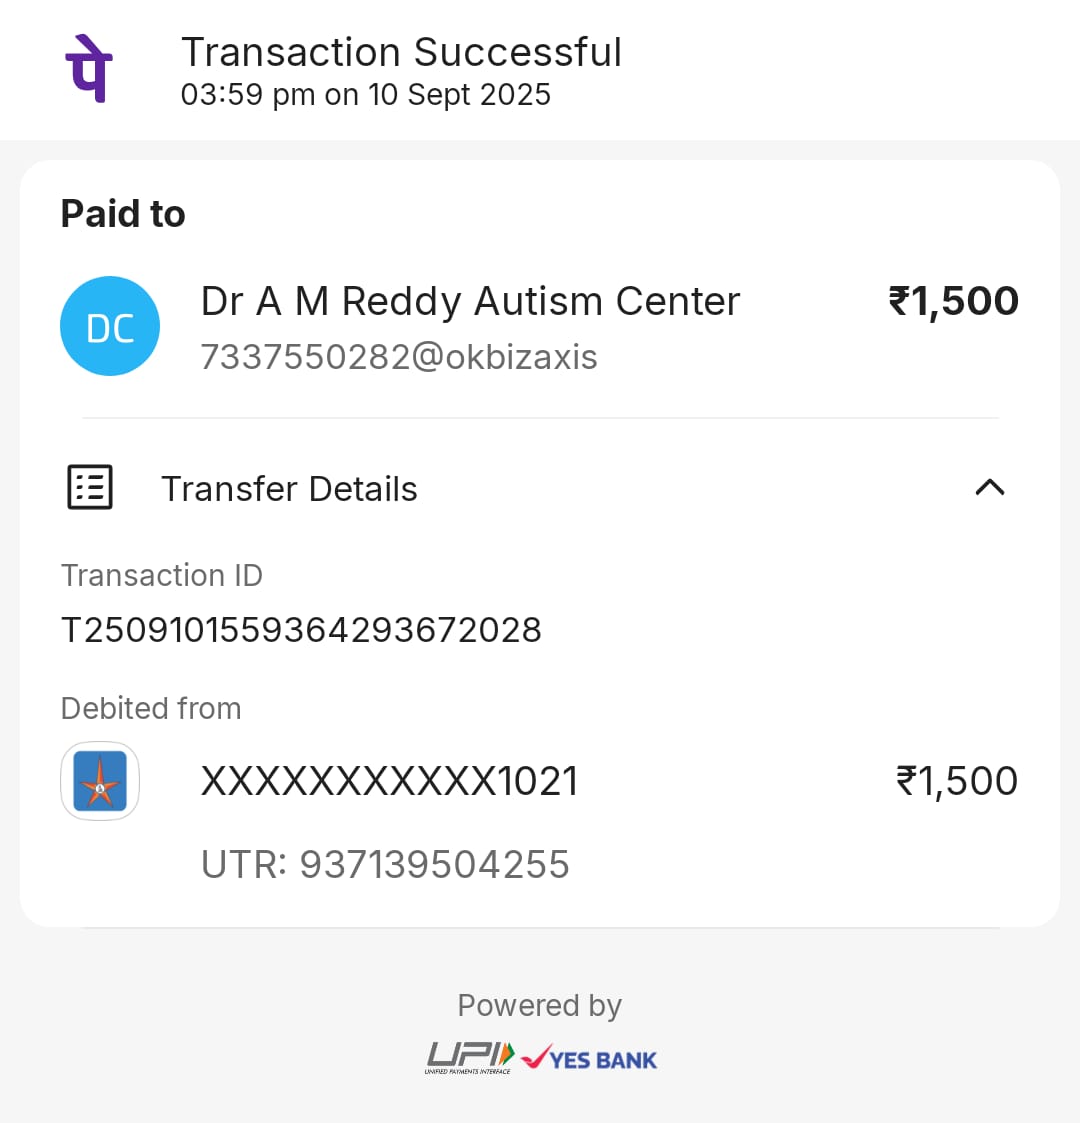 पे
Transaction Successful
03:59 pm on 10 Sept 2025
Paid to
DC
Dr A M Reddy Autism Center
₹1,500
7337550282@okbizaxis
Transfer Details
Transaction ID
T2509101559364293672028
Debited from
XXXXXXXXXXX1021
₹1,500
UTR: 937139504255
Powered by
UPI
UNIFIED PAYMENTS INTERFACE
YES BANK